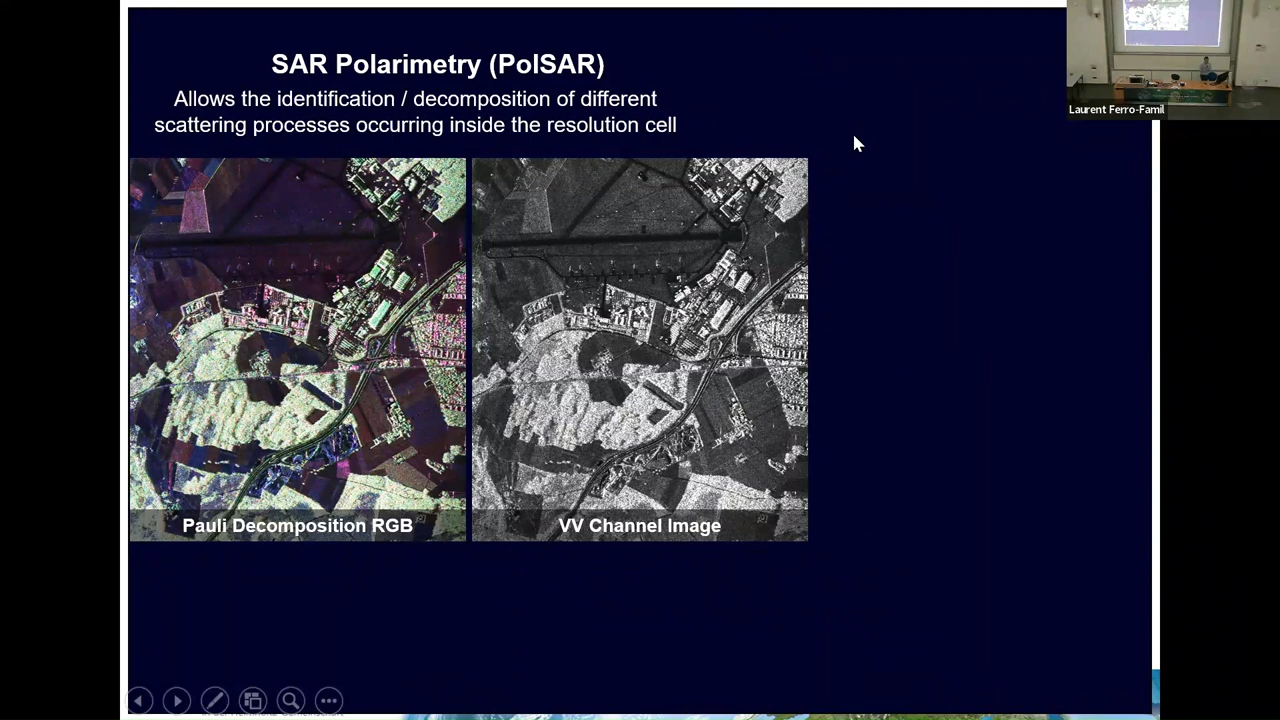 SAR Polarimetry (PolSAR)
Allows the identification / decomposition of different
scattering processes occurring inside the resolution cell
Laurent Ferro-Famil
Pauli Decomposition RGB
VV Channel Image